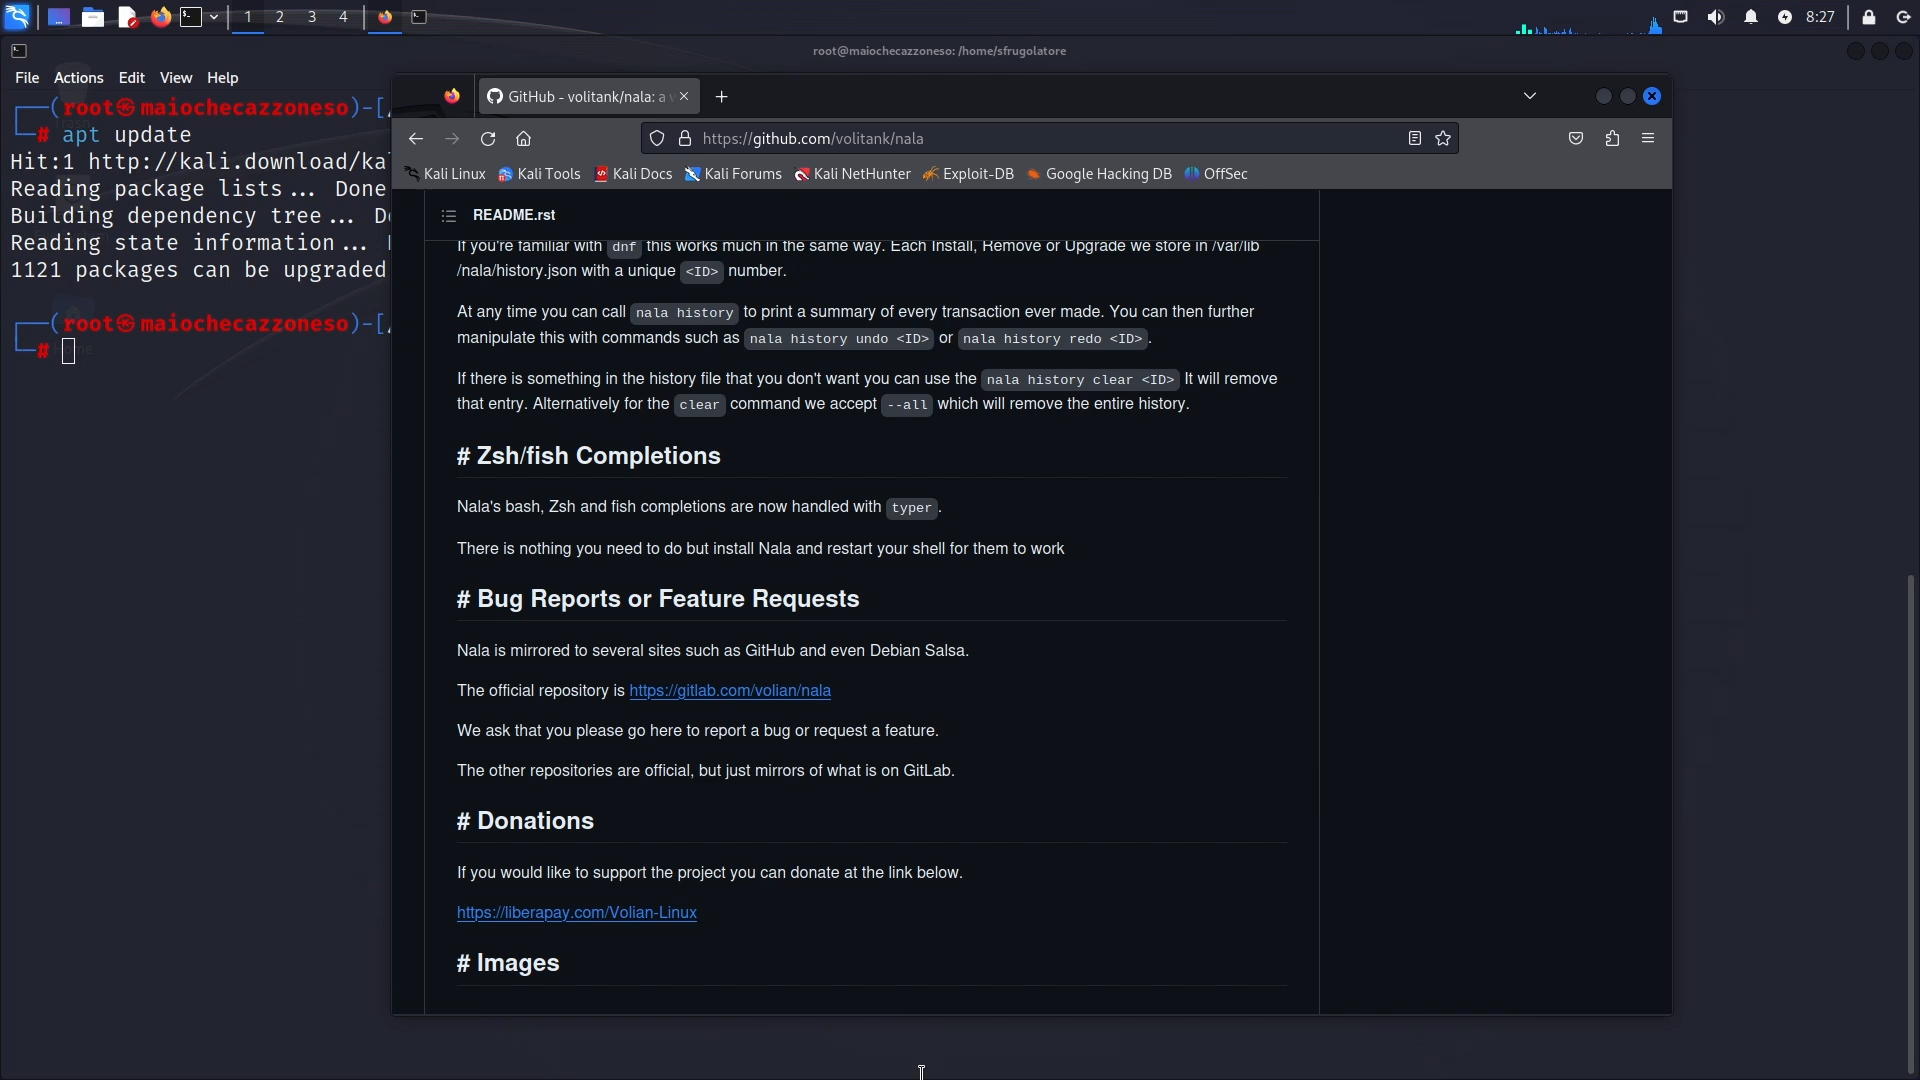 1
2
3
4
8:27
root@maiochecazzoneso: /home/sfrugolatore
File Actions Edit View Help
┌──(root㉿maiochecazzoneso)-[
└─# apt update
Hit:1 http://kali.download/ka
Reading package lists... Done
Building dependency tree... D
Reading state information...
1121 packages can be upgraded
┌──(root㉿maiochecazzoneso)-[
└─#
GitHub - volitank/nala: a
https://github.com/volitank/nala
Kali Linux Kali Tools Kali Docs Kali Forums Kali NetHunter Exploit-DB Google Hacking DB OffSec
README.rst
If you're familiar with dnf this works much in the same way. Each Install, Remove or Upgrade we store in /var/lib
/nala/history.json with a unique <ID> number.
At any time you can call nala history to print a summary of every transaction ever made. You can then further
manipulate this with commands such as nala history undo <ID> or nala history redo <ID>.
If there is something in the history file that you don't want you can use the nala history clear <ID> It will remove
that entry. Alternatively for the clear command we accept --all which will remove the entire history.
# Zsh/fish Completions
Nala's bash, Zsh and fish completions are now handled with typer.
There is nothing you need to do but install Nala and restart your shell for them to work
# Bug Reports or Feature Requests
Nala is mirrored to several sites such as GitHub and even Debian Salsa.
The official repository is https://gitlab.com/volian/nala
We ask that you please go here to report a bug or request a feature.
The other repositories are official, but just mirrors of what is on GitLab.
# Donations
If you would like to support the project you can donate at the link below.
https://liberapay.com/Volian-Linux
# Images